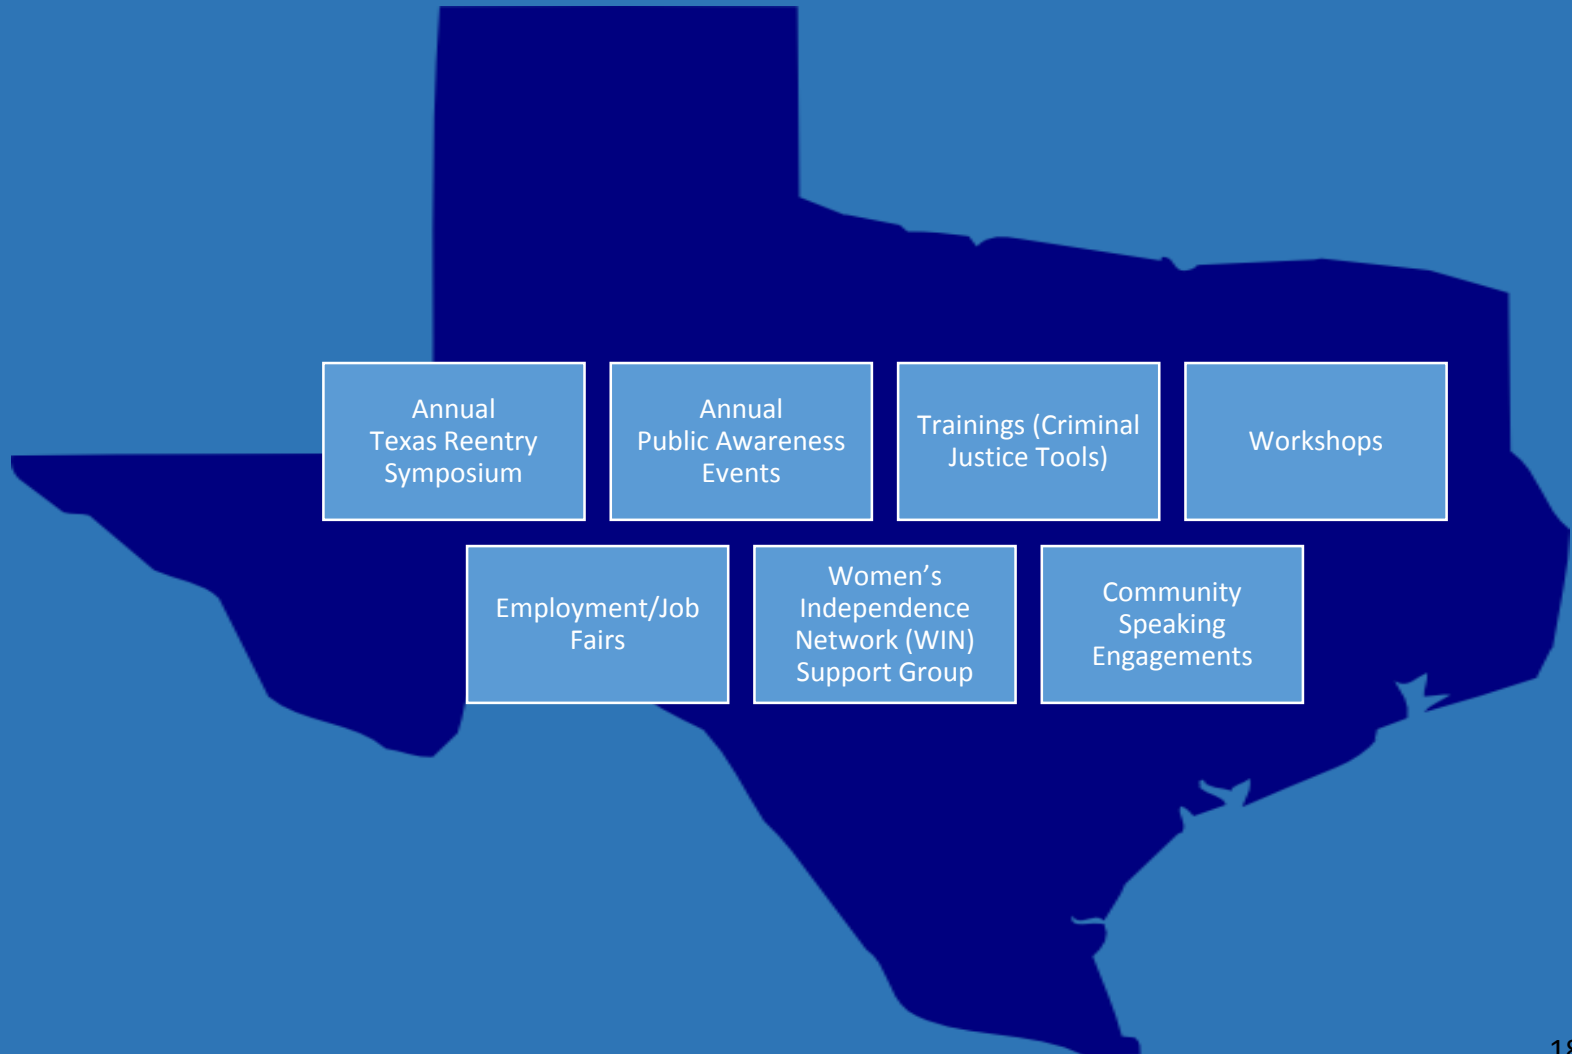 Annual
Texas Reentry
Symposium
Annual
Public Awareness
Events
Trainings (Criminal
Justice Tools)
Workshops
Employment/Job
Fairs
Women’s
Independence
Network (WIN)
Support Group
Community
Speaking
Engagements
18